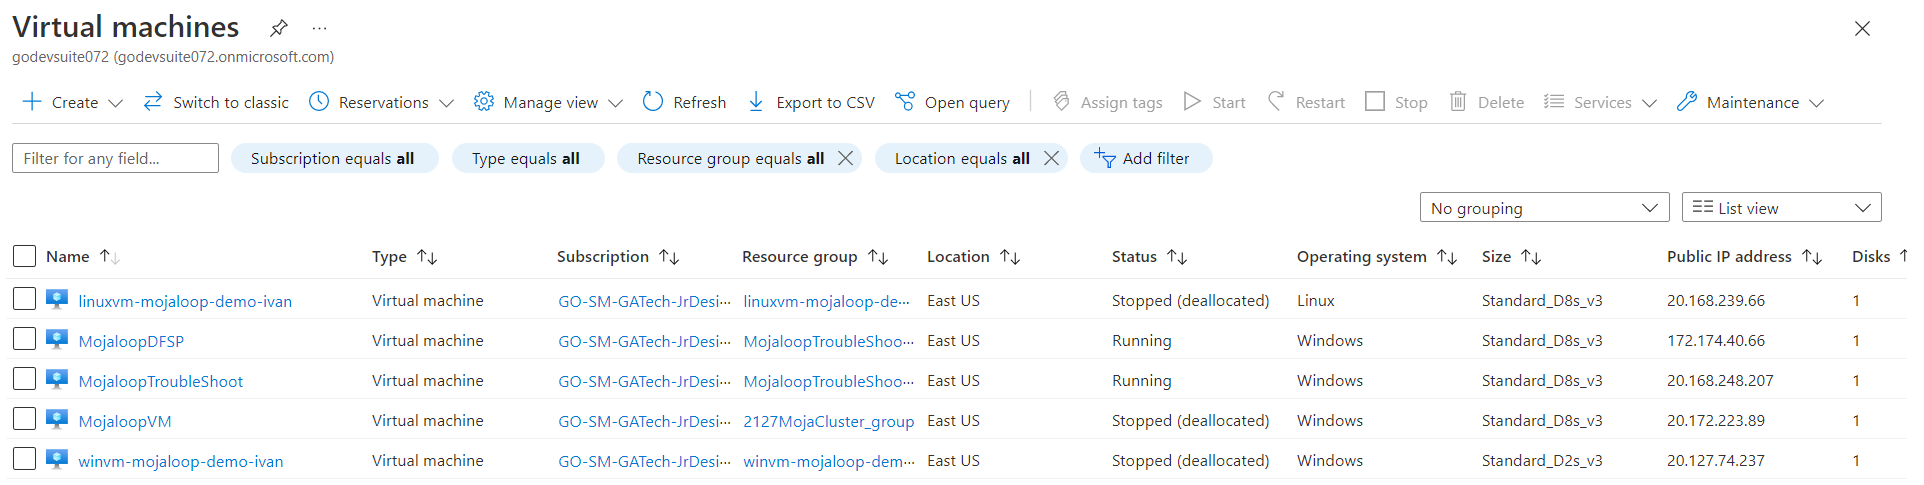 Virtual machines ...
godevsuite072 (godevsuite072.onmicrosoft.com)
Create Switch to classic Reservations Manage view Refresh Export to CSV Open query Assign tags Start Restart Stop Delete Services Maintenance
Filter for any field... Subscription equals all Type equals all Resource group equals all Location equals all Add filter
No grouping List view
Name Type Subscription Resource group Location Status Operating system Size Public IP address Disks
linuxvm-mojaloop-demo-ivan Virtual machine GO-SM-GATech-JrDesi... linuxvm-mojaloop-de... East US Stopped (deallocated) Linux Standard_D8s_v3 20.168.239.66 1
MojaloopDFSP Virtual machine GO-SM-GATech-JrDesi... MojaloopTroubleShoo... East US Running Windows Standard_D8s_v3 172.174.40.66 1
MojaloopTroubleShoot Virtual machine GO-SM-GATech-JrDesi... MojaloopTroubleShoo... East US Running Windows Standard_D8s_v3 20.168.248.207 1
MojaloopVM Virtual machine GO-SM-GATech-JrDesi... 2127MojaCluster_group East US Stopped (deallocated) Windows Standard_D8s_v3 20.172.223.89 1
winvm-mojaloop-demo-ivan Virtual machine GO-SM-GATech-JrDesi... winvm-mojaloop-dem... East US Stopped (deallocated) Windows Standard_D2s_v3 20.127.74.237 1